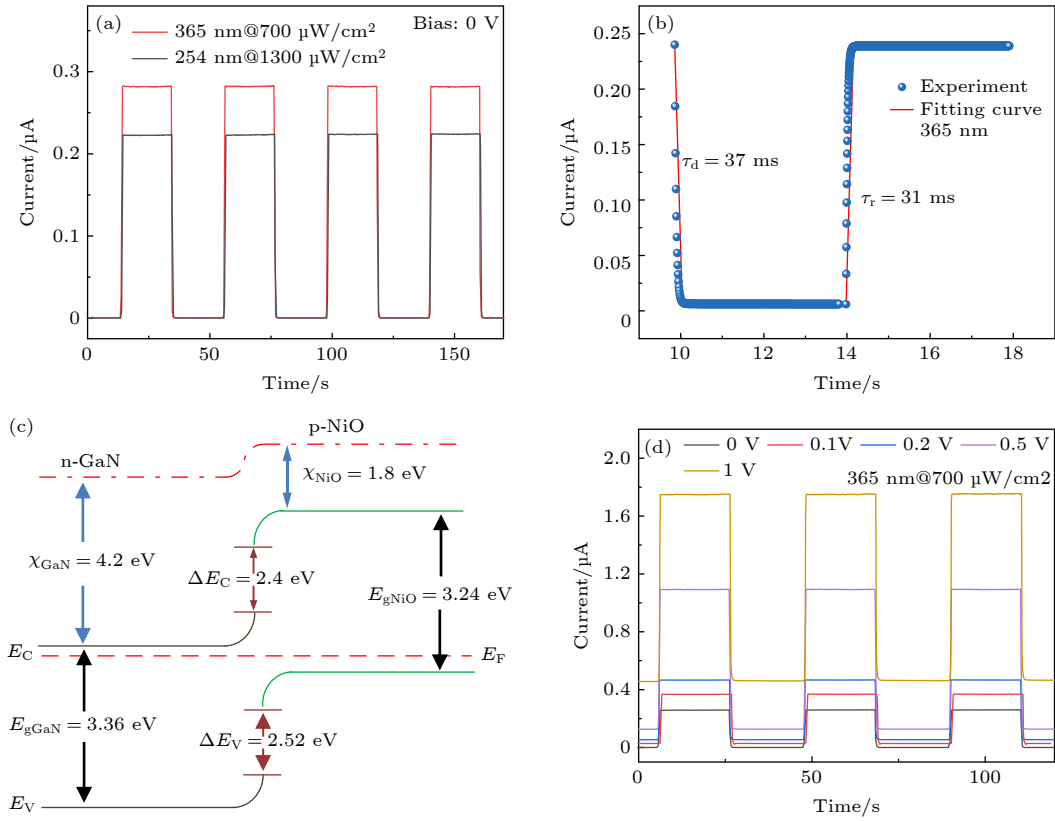 (a)
Bias: 0 V
365 nm@700 µW/cm²
254 nm@1300 µW/cm²
0.3
0.2
0.1
0
Current/µA
0 50 100 150
Time/s
(b)
0.25
0.20
0.15
0.10
0.05
0
Current/µA
Experiment
Fitting curve
365 nm
τd = 37 ms
τr = 31 ms
10 12 14 16 18
Time/s
(c)
p-NiO
n-GaN
χNiO = 1.8 eV
χGaN = 4.2 eV
ΔEC = 2.4 eV
EgNiO = 3.24 eV
EC
EF
EgGaN = 3.36 eV
ΔEV = 2.52 eV
EV
(d)
0 V 0.1V 0.2 V 0.5 V
1 V
365 nm@700 µW/cm2
2.0
1.6
1.2
0.8
0.4
0
Current/µA
0 50 100
Time/s